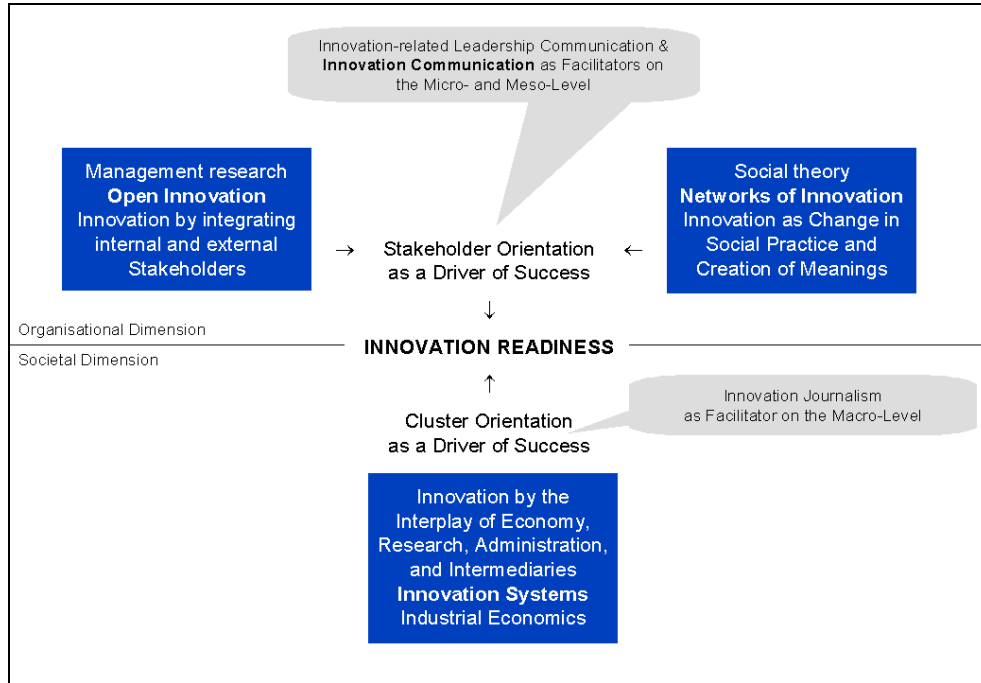 Innovation-related Leadership Communication &
Innovation Communication as Facilitators on
the Micro- and Meso-Level
Management research
Open Innovation
Innovation by integrating
internal and external
Stakeholders
→ Stakeholder Orientation ←
as a Driver of Success
Social theory
Networks of Innovation
Innovation as Change in
Social Practice and
Creation of Meanings
↓
Organisational Dimension
INNOVATION READINESS
Societal Dimension
↑
Cluster Orientation
as a Driver of Success
Innovation Journalism
as Facilitator on the Macro-Level
Innovation by the
Interplay of Economy,
Research, Administration,
and Intermediaries
Innovation Systems
Industrial Economics